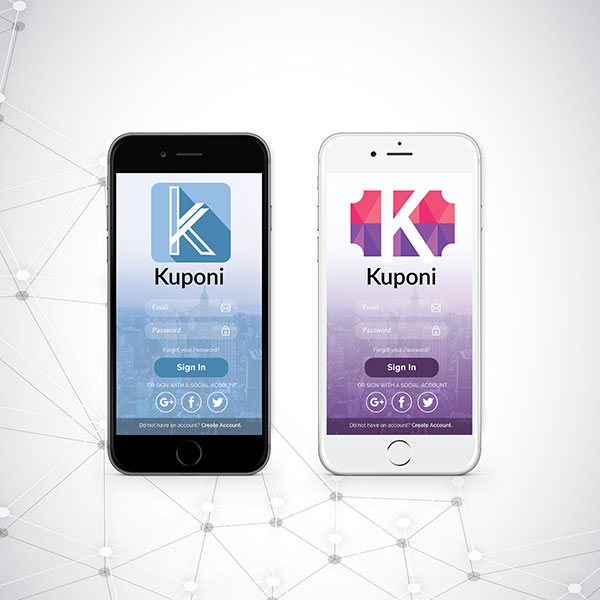 K
Kuponi
Email
Password
Forgot your Password?
Sign In
OR SIGN WITH A SOCIAL ACCOUNT
G+ f
Do not have an account? Create Account.
K
Kuponi
Email
Password
Forgot your Password?
Sign In
OR SIGN WITH A SOCIAL ACCOUNT
G+ f
Do not have an account? Create Account.